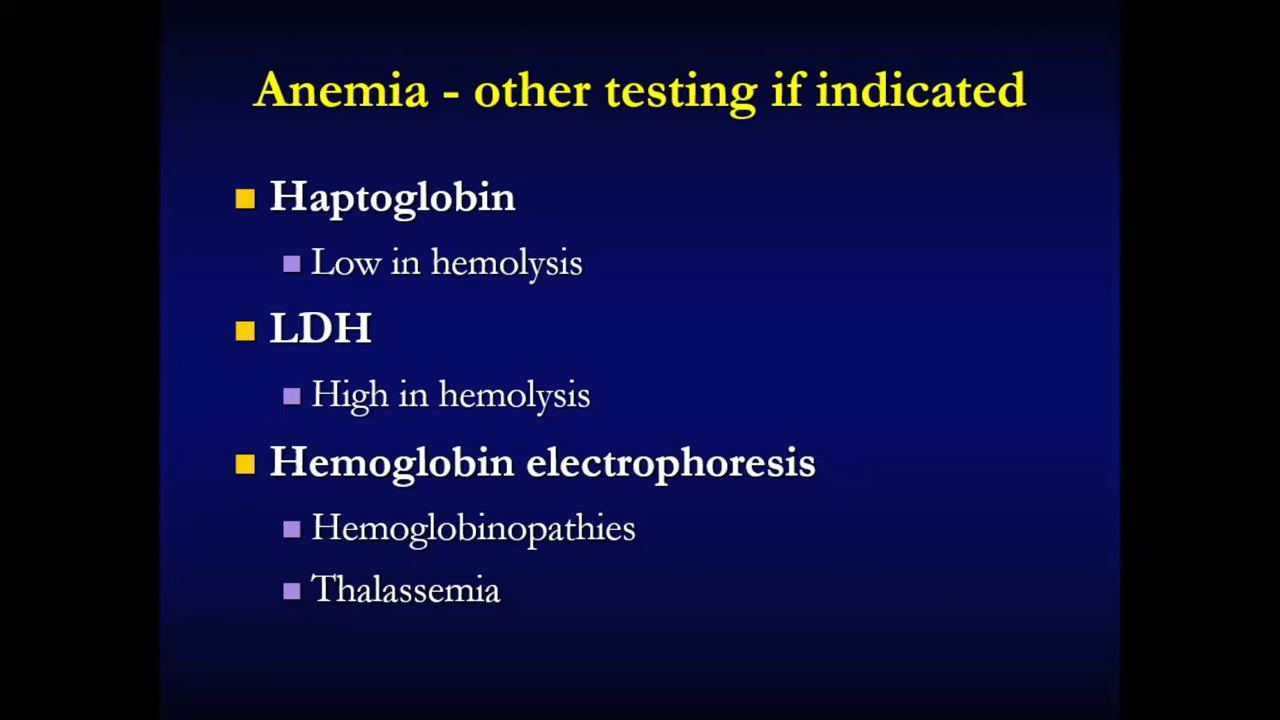 Anemia - other testing if indicated
Haptoglobin
Low in hemolysis
LDH
High in hemolysis
Hemoglobin electrophoresis
Hemoglobinopathies
Thalassemia